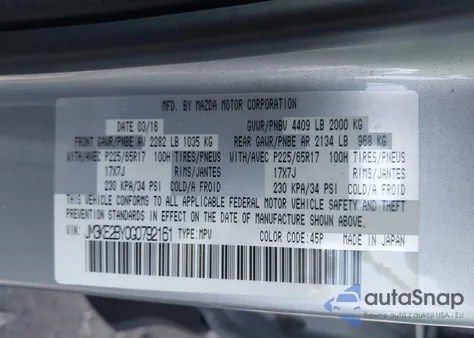 MFD. BY MAZDA MOTOR CORPORATION
DATE 03/16 GVWR/PNBV 4409 LB 2000 KG
FRONT GAWR/PNBE AV 2282 LB 1035 KG REAR GAWR/PNBE AR 2134 LB 968 KG
WITH/AVEC P225/65R17 100H TIRES/PNEUS WITH/AVEC P225/65R17 100H TIRES/PNEUS
17X7J RIMS/JANTES 17X7J RIMS/JANTES
230 KPA/34 PSI COLD/A FROID 230 KPA/34 PSI COLD/A FROID
THIS VEHICLE CONFORMS TO ALL APPLICABLE FEDERAL MOTOR VEHICLE SAFETY,
BUMPER, AND THEFT PREVENTION STANDARDS IN EFFECT ON THE DATE OF MANUFACTURE SHOWN ABOVE.
VIN: JM3KE2BY0G0792161 TYPE: MPV COLOR CODE: 45P MADE IN JAPAN
autoSnap
Auta z aukcji USA i EU